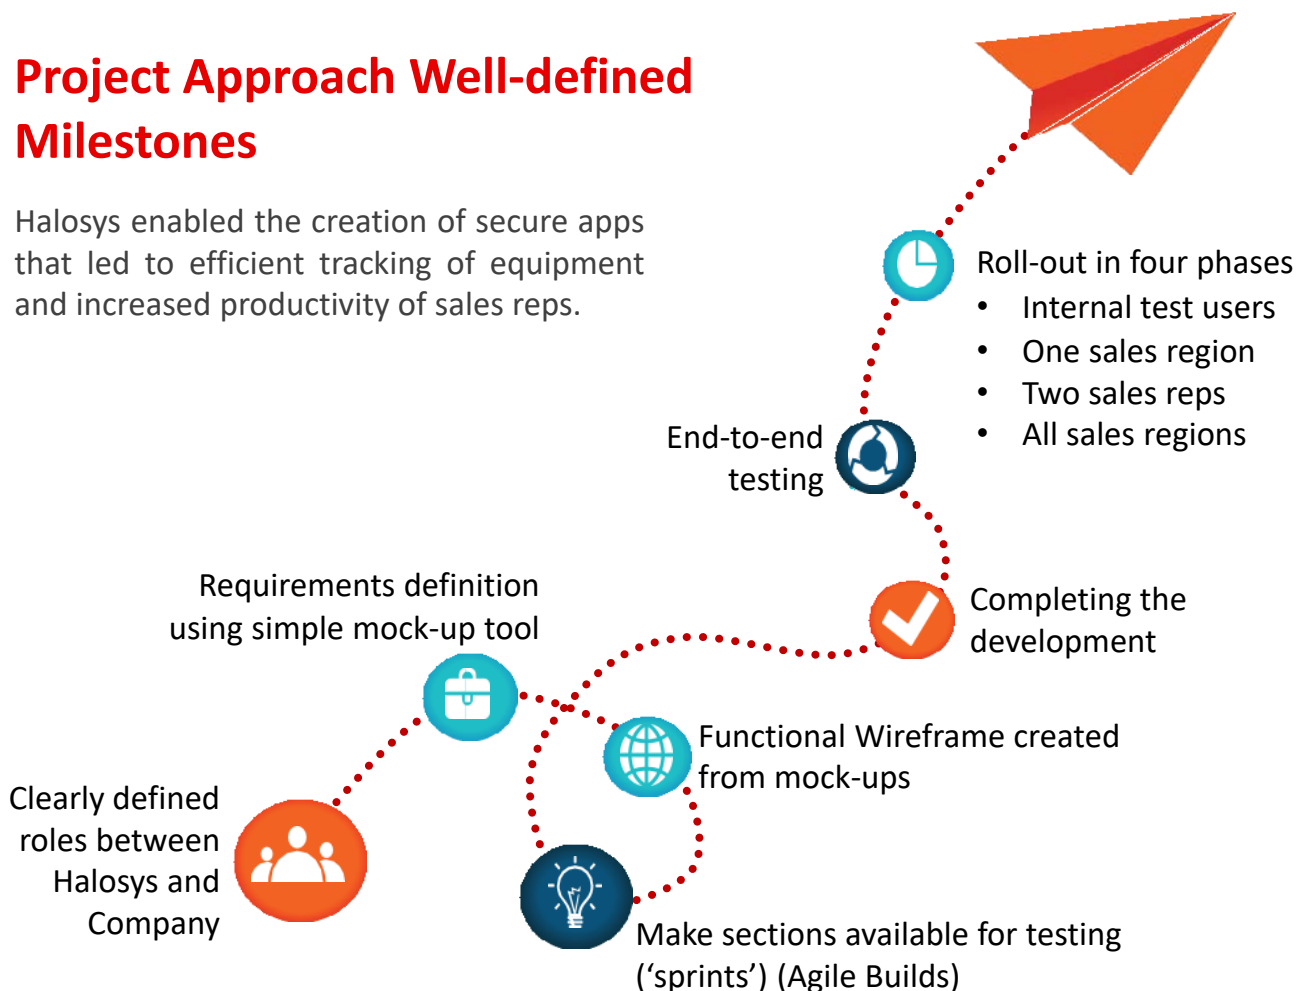 Project Approach Well-defined
Milestones
Halosys enabled the creation of secure apps
that led to efficient tracking of equipment
and increased productivity of sales reps.
Roll-out in four phases
• Internal test users
• One sales region
• Two sales reps
• All sales regions
End-to-end
testing
Requirements definition
using simple mock-up tool
Completing the
development
Functional Wireframe created
from mock-ups
Clearly defined
roles between
Halosys and
Company
Make sections available for testing
(‘sprints’) (Agile Builds)